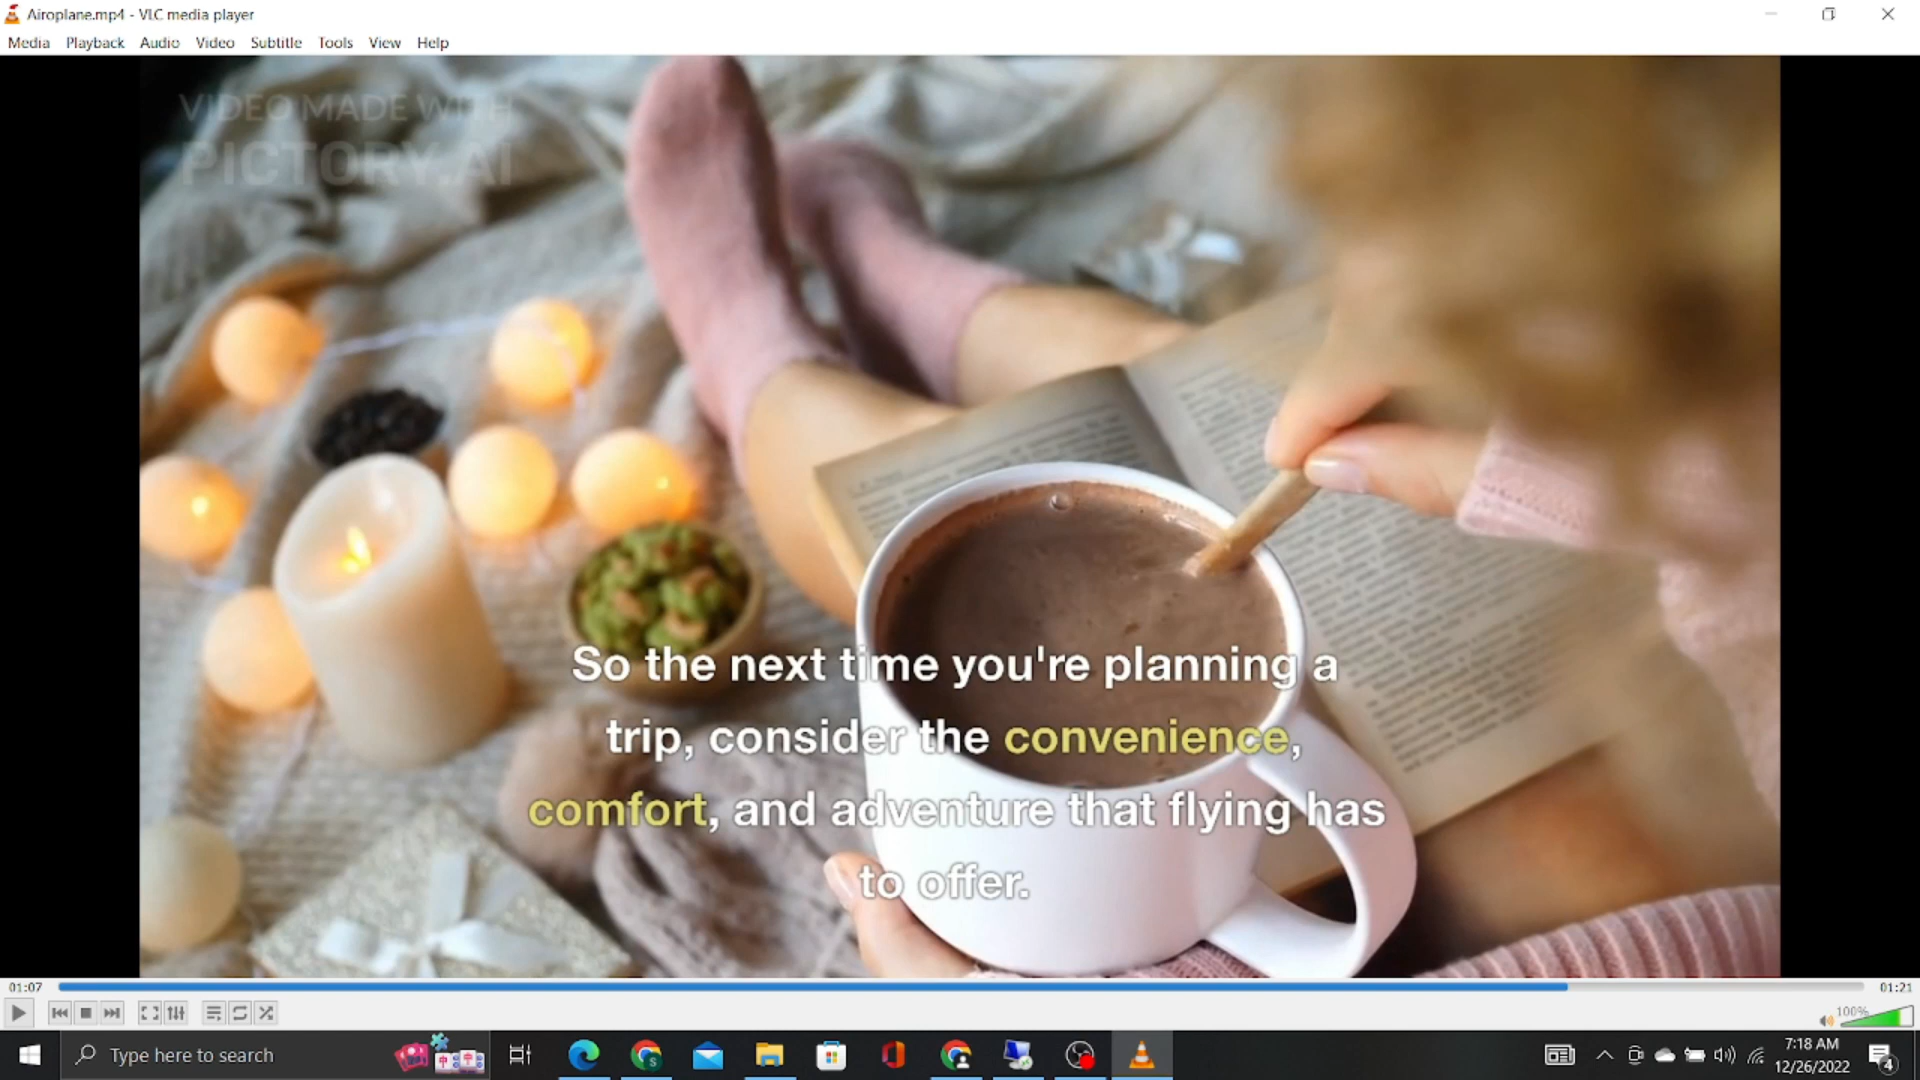 Airoplane.mp4 - VLC media player
Media Playback Audio Video Subtitle Tools View Help
VIDEO MADE WITH
PICTORY.AI
So the next time you're planning a
trip, consider the convenience,
comfort, and adventure that flying has
to offer.
01:07
01:21
100%
Type here to search
7:18 AM
12/26/2022
4